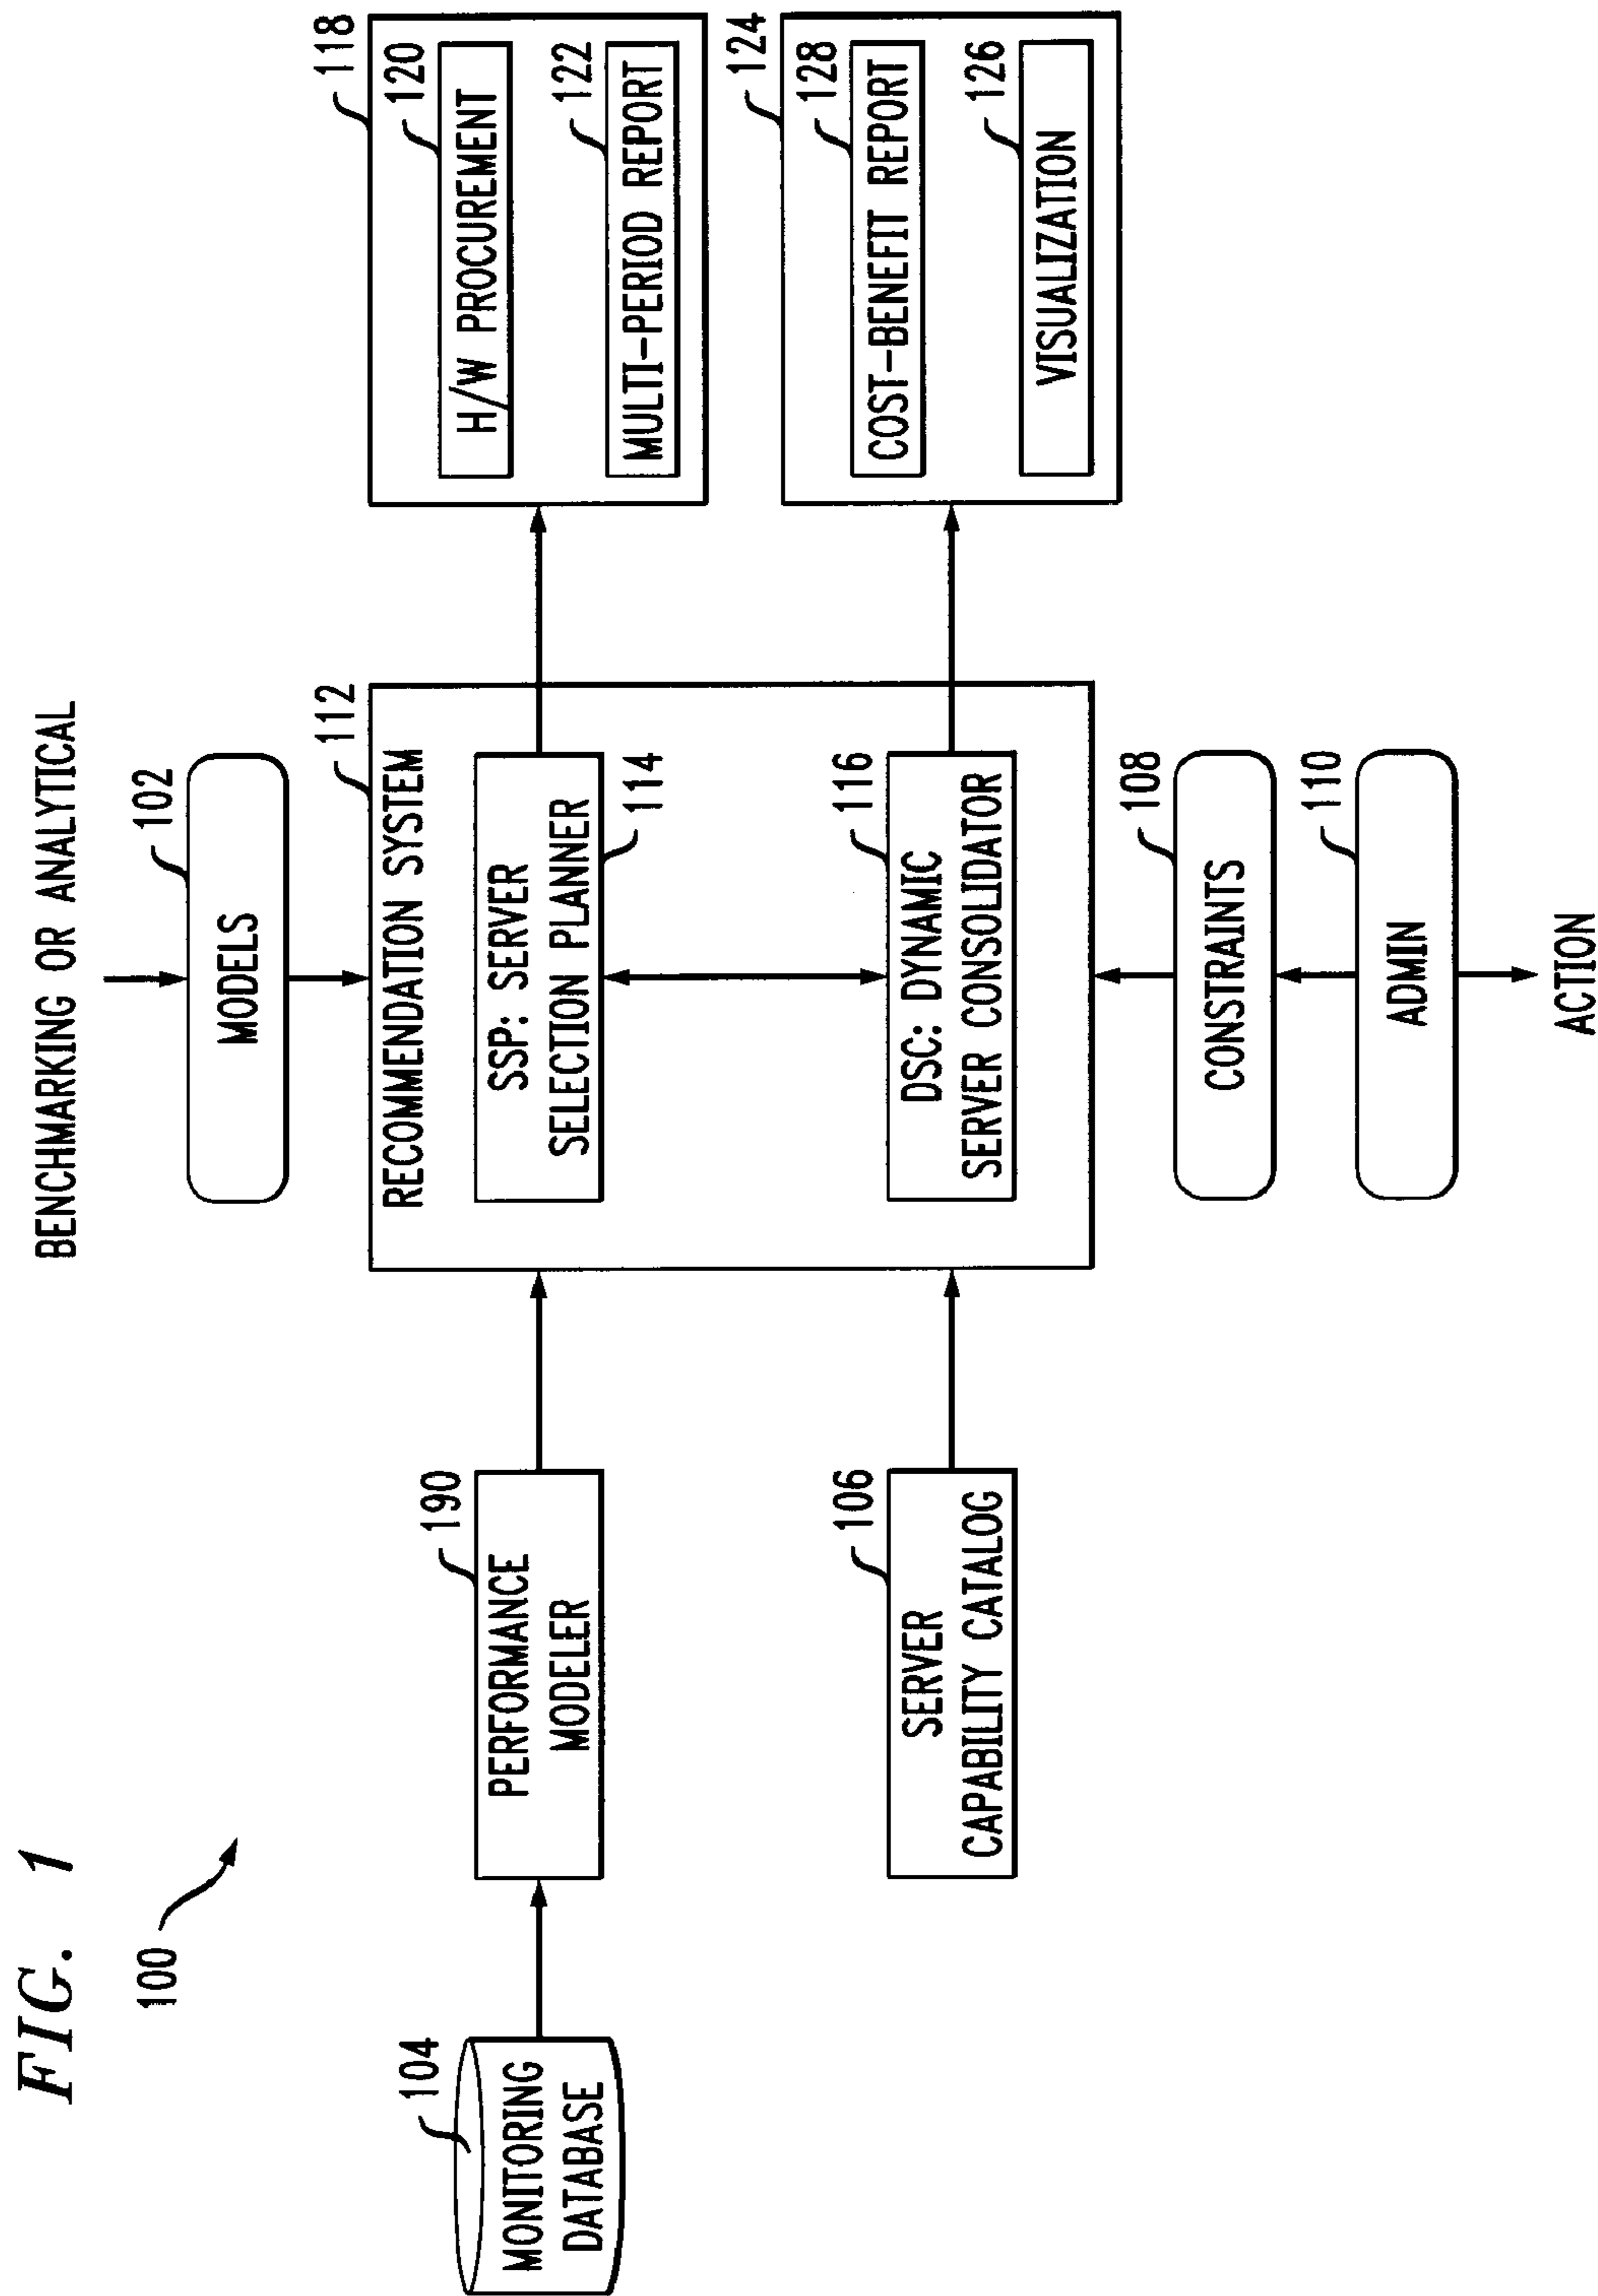 FIG. 1
100
BENCHMARKING OR ANALYTICAL
102
MODELS
104
MONITORING
DATABASE
190
PERFORMANCE
MODELER
106
SERVER
CAPABILITY CATALOG
112
RECOMMENDATION SYSTEM
SSP: SERVER
SELECTION PLANNER
114
116
DSC: DYNAMIC
SERVER CONSOLIDATOR
108
CONSTRAINTS
110
ADMIN
ACTION
118
120
H/W PROCUREMENT
122
MULTI-PERIOD REPORT
124
128
COST-BENEFIT REPORT
126
VISUALIZATION